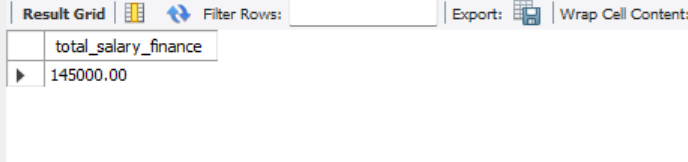 Result Grid Filter Rows: Export: Wrap Cell Content:
total_salary_finance
145000.00